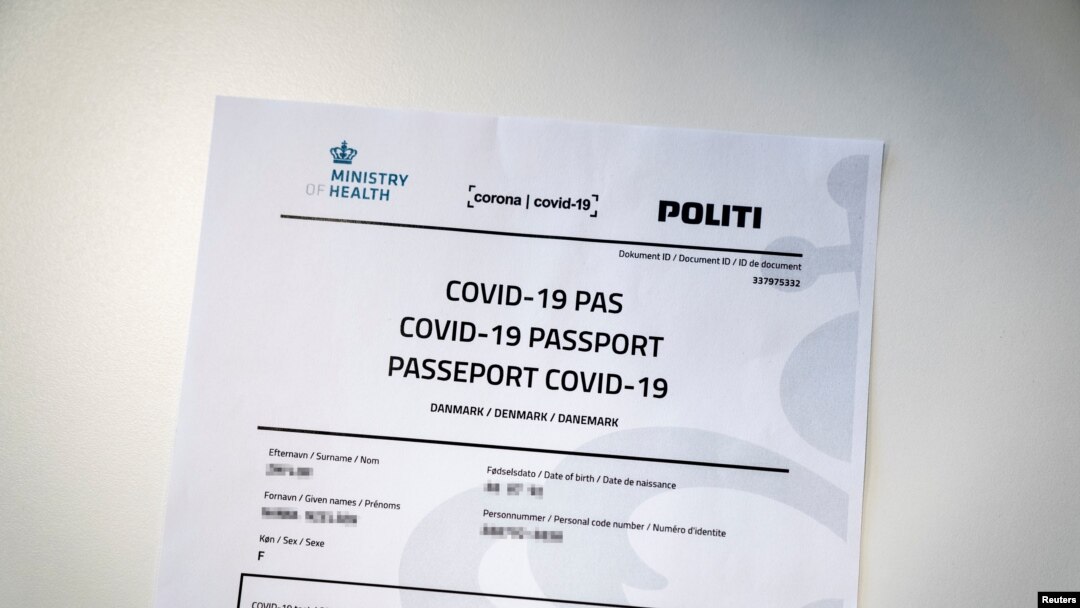 MINISTRY
OF HEALTH
corona | covid-19
POLITI
Dokument ID / Document ID / ID de document
337975332
COVID-19 PAS
COVID-19 PASSPORT
PASSEPORT COVID-19
DANMARK / DENMARK / DANEMARK
Efternavn / Surname / Nom
Fødselsdato / Date of birth / Date de naissance
Fornavn / Given names / Prénoms
Personnummer / Personal code number / Numéro d'identite
Køn / Sex / Sexe
F
COVID-19
Reuters